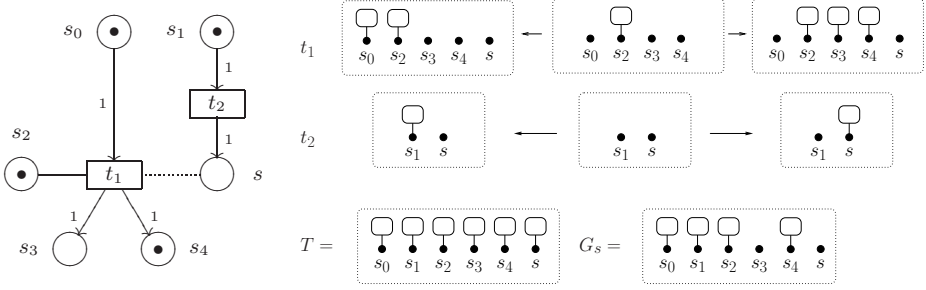 s₀ s₁
1 1
t₂
1
s₂
t₁ s
1 1
s₃ s₄
t₁ s₀ s₂ s₃ s₄ s s₀ s₂ s₃ s₄ s₀ s₂ s₃ s₄ s
t₂ s₁ s s₁ s s₁ s
T = s₀ s₁ s₂ s₃ s₄ s Gₛ = s₀ s₁ s₂ s₃ s₄ s